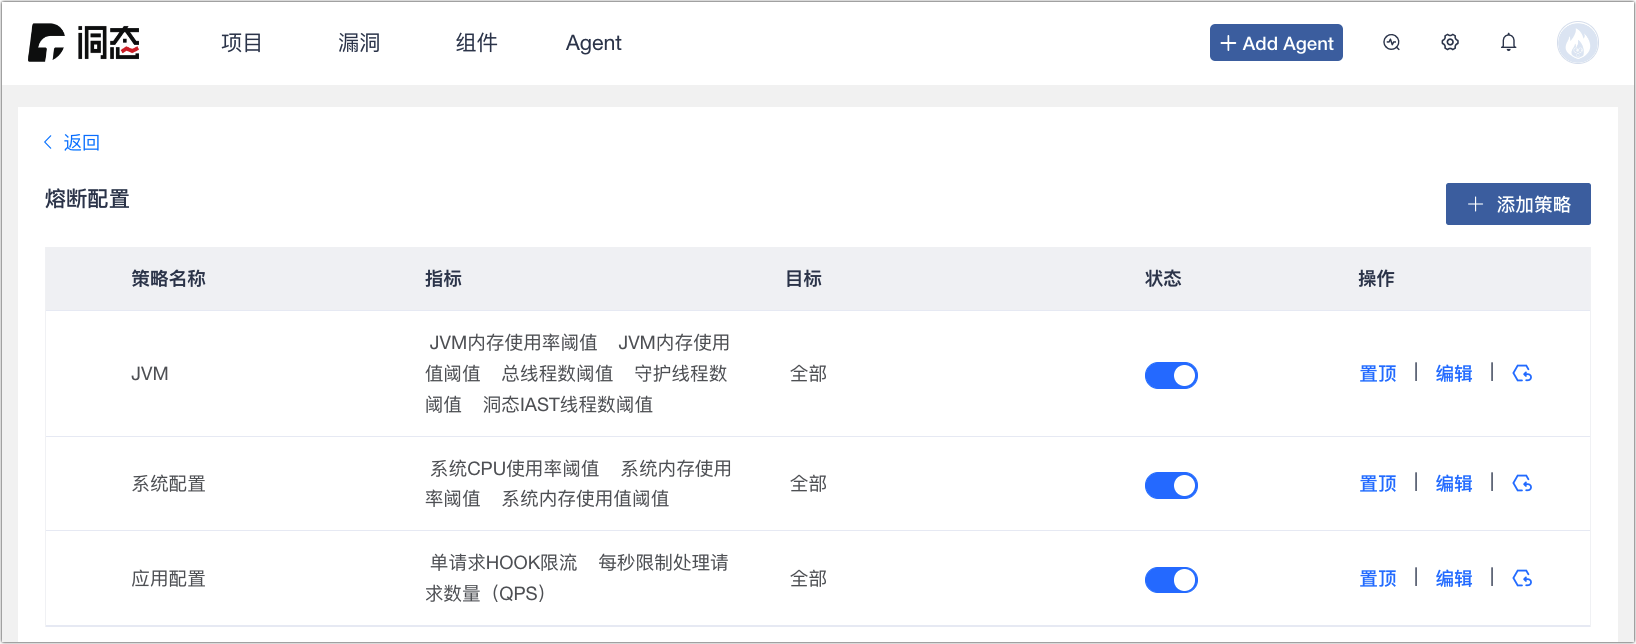 洞态 项目 漏洞 组件 Agent + Add Agent
< 返回
熔断配置
+ 添加策略
策略名称 指标 目标 状态 操作
JVM内存使用率阈值 JVM内存使用
JVM 值阈值 总线程数阈值 守护线程数 全部 置顶 | 编辑 |
阈值 洞态IAST线程数阈值
系统CPU使用率阈值 系统内存使用
系统配置 全部 置顶 | 编辑 |
率阈值 系统内存使用值阈值
单请求HOOK限流 每秒限制处理请
应用配置 全部 置顶 | 编辑 |
求数量（QPS）